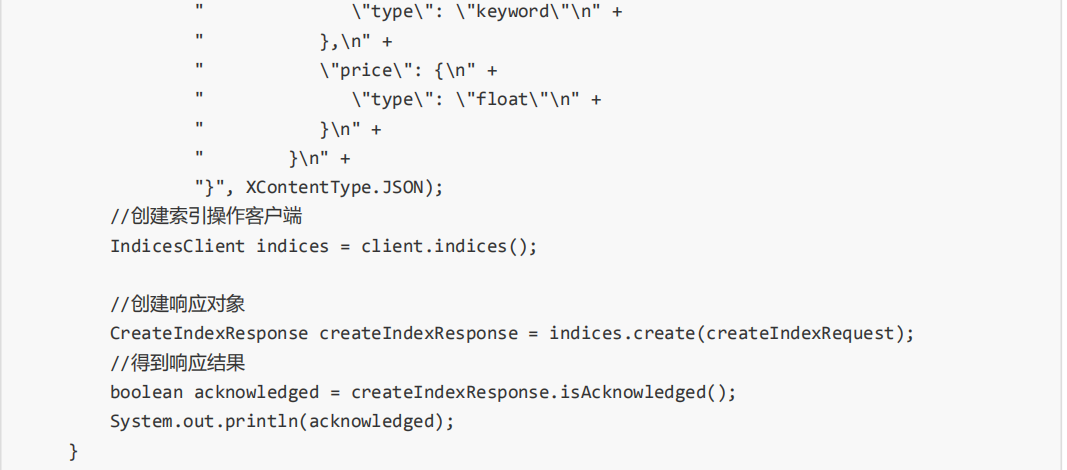 "              \"type\": \"keyword\"\n" +
"           },\n" +
"           \"price\": {\n" +
"              \"type\": \"float\"\n" +
"           }\n" +
"        }\n" +
"}", XContentType.JSON);
//创建索引操作客户端
IndicesClient indices = client.indices();
//创建响应对象
CreateIndexResponse createIndexResponse = indices.create(createIndexRequest);
//得到响应结果
boolean acknowledged = createIndexResponse.isAcknowledged();
System.out.println(acknowledged);
}